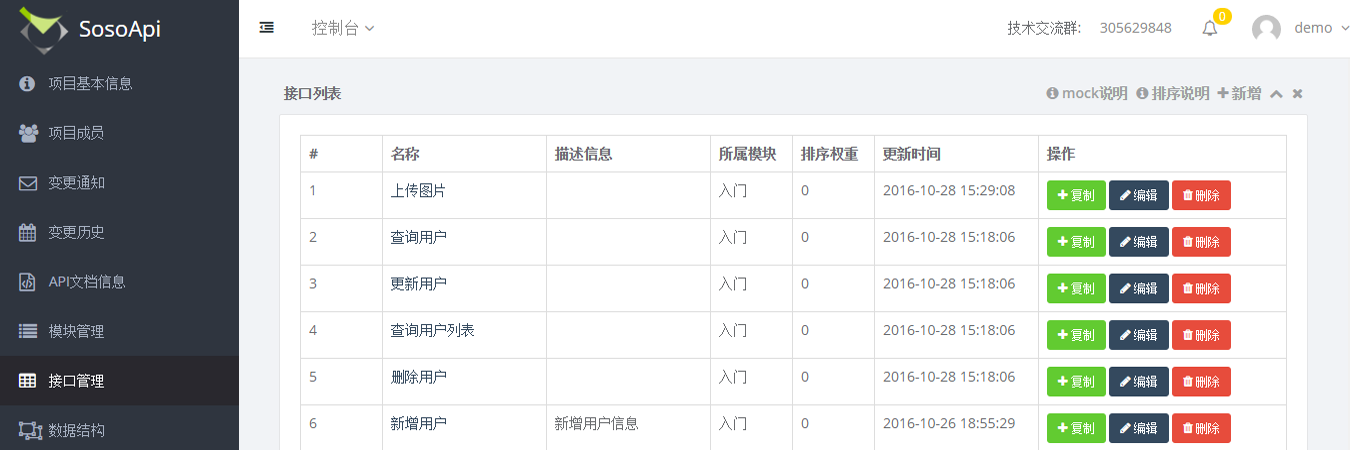 SosoApi
控制台
技术交流群: 305629848
0
demo
项目基本信息
项目成员
变更通知
变更历史
API文档信息
模块管理
接口管理
数据结构
接口列表
mock说明 排序说明 新增
# 名称 描述信息 所属模块 排序权重 更新时间 操作
1 上传图片 入门 0 2016-10-28 15:29:08 复制 编辑 删除
2 查询用户 入门 0 2016-10-28 15:18:06 复制 编辑 删除
3 更新用户 入门 0 2016-10-28 15:18:06 复制 编辑 删除
4 查询用户列表 入门 0 2016-10-28 15:18:06 复制 编辑 删除
5 删除用户 入门 0 2016-10-28 15:18:06 复制 编辑 删除
6 新增用户 新增用户信息 入门 0 2016-10-26 18:55:29 复制 编辑 删除